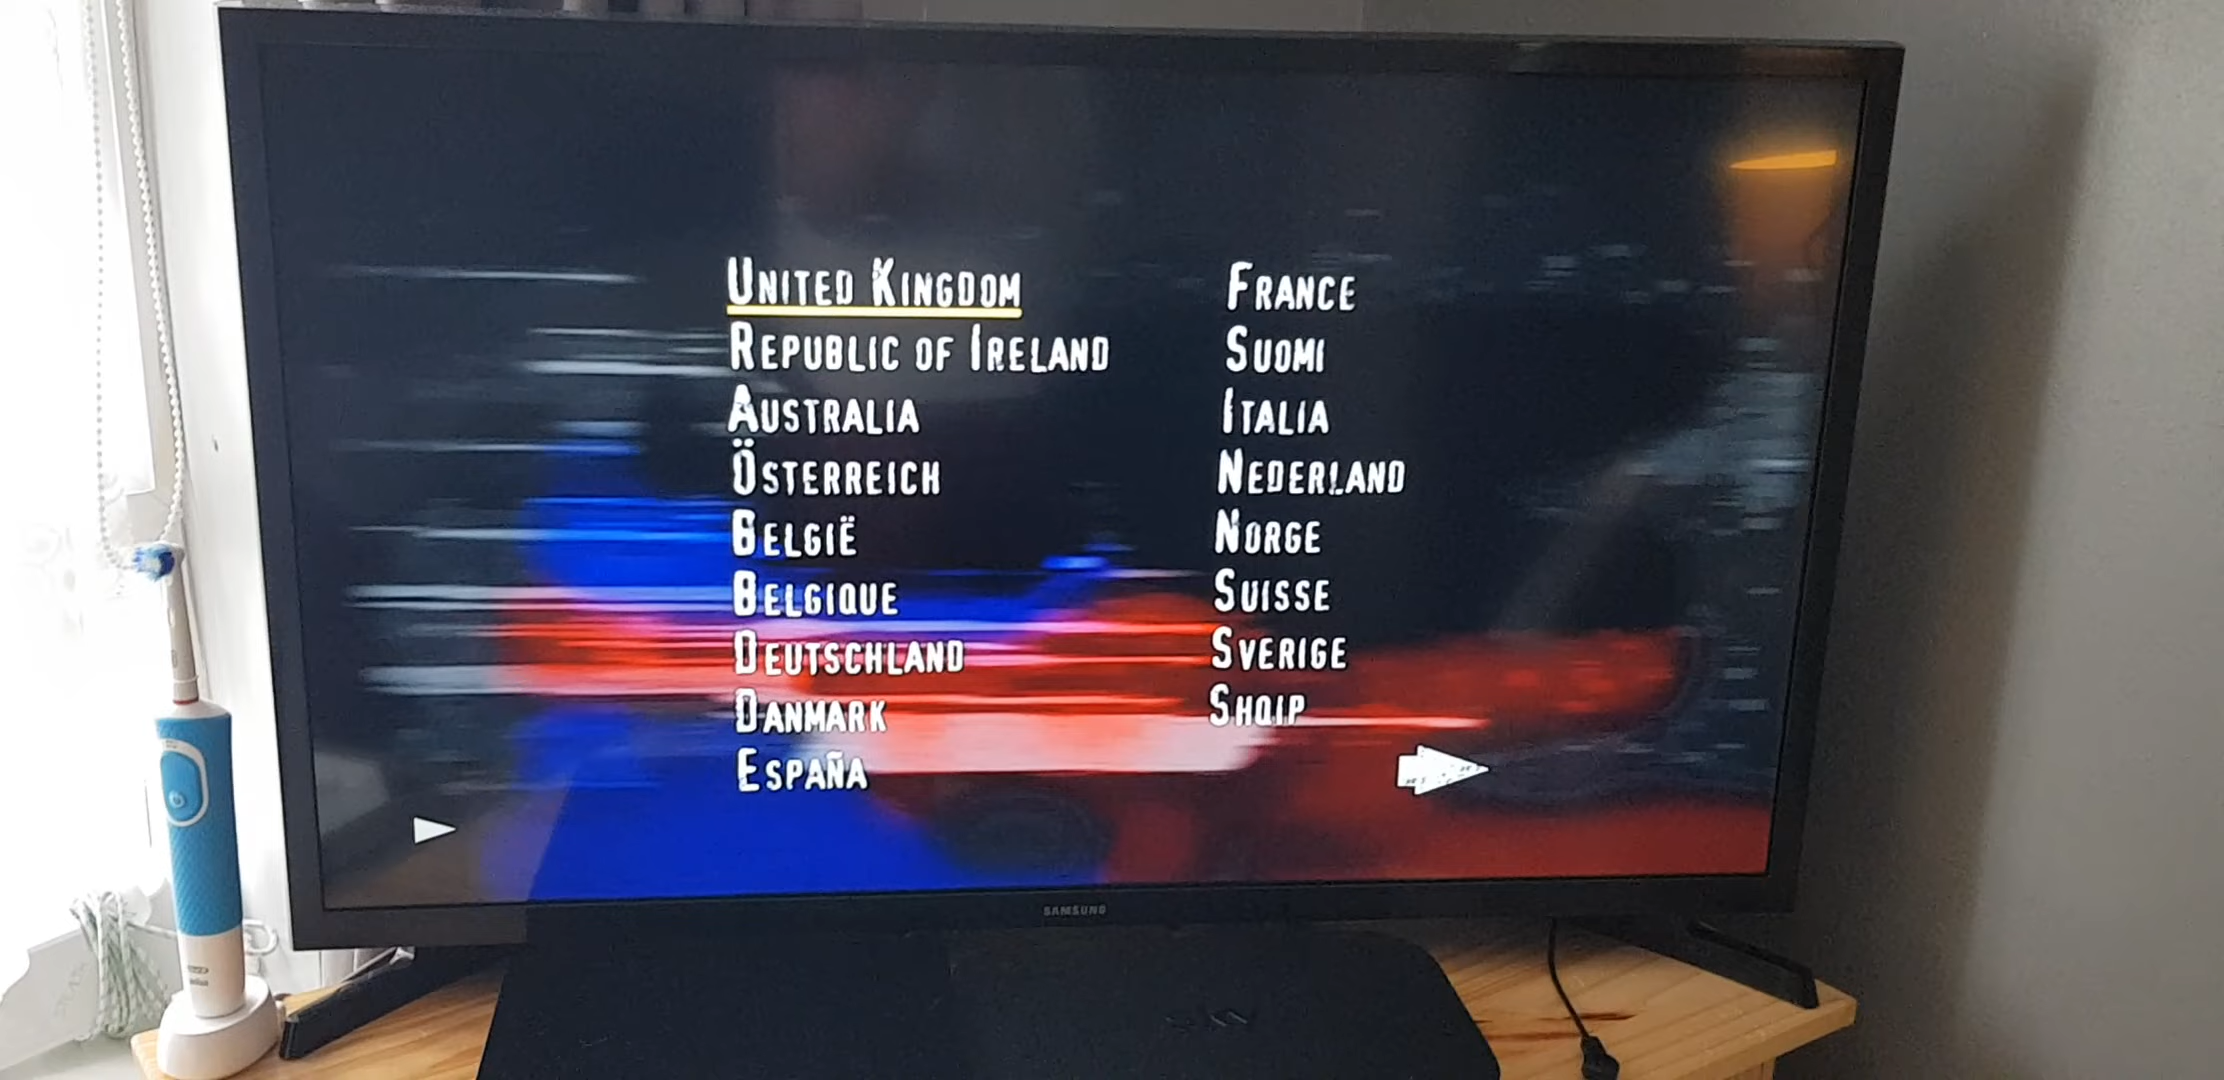 UNITED KINGDOM
REPUBLIC OF IRELAND
AUSTRALIA
ÖSTERREICH
BELGIË
BELGIQUE
DEUTSCHLAND
DANMARK
ESPAÑA
FRANCE
SUOMI
ITALIA
NEDERLAND
NORGE
SUISSE
SVERIGE
SHQIP
SAMSUNG
sky